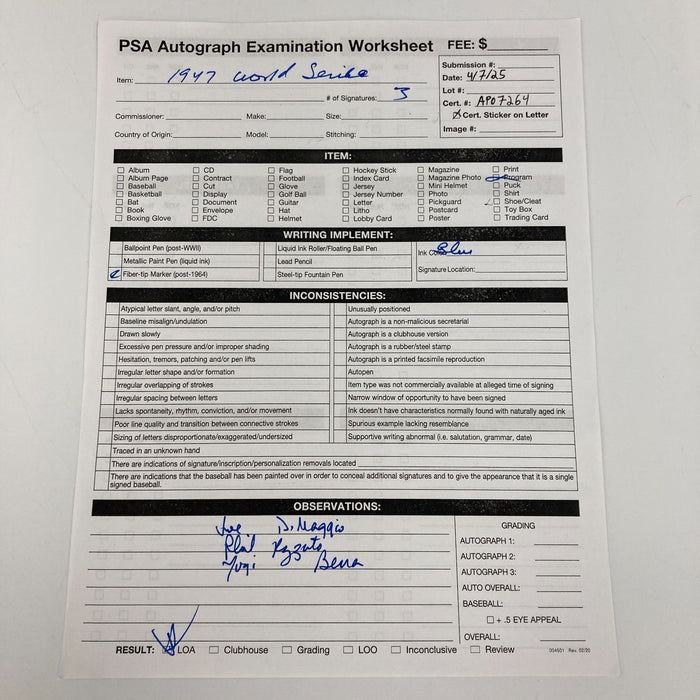 PSA Autograph Examination Worksheet FEE: $
Item: 1947 World Series
# of Signatures: 3
Submission #:
Date: 4/7/25
Lot #:
Cert. #: AP07264
Cert. Sticker on Letter
Image #:
Commissioner: Make: Size:
Country of Origin: Model: Stitching:
ITEM:
Album CD Flag Hockey Stick Magazine Print
Album Page Contract Football Index Card Magazine Photo Program
Baseball Cut Glove Jersey Mini Helmet Puck
Basketball Display Golf Ball Jersey Number Photo Shirt
Bat Document Guitar Letter Pickguard Shoe/Cleat
Book Envelope Hat Litho Postcard Toy Box
Boxing Glove FDC Helmet Lobby Card Poster Trading Card
WRITING IMPLEMENT:
Ballpoint Pen (post-WWII) Liquid Ink Roller/Floating Ball Pen Ink Color: Blue
Metallic Paint Pen (liquid ink) Lead Pencil
Fiber-tip Marker (post-1964) Steel-tip Fountain Pen Signature Location:
INCONSISTENCIES:
Atypical letter slant, angle, and/or pitch Unusually positioned
Baseline misalign/undulation Autograph is a non-malicious secretarial
Drawn slowly Autograph is a clubhouse version
Excessive pen pressure and/or improper shading Autograph is a rubber/steel stamp
Hesitation, tremors, patching and/or pen lifts Autograph is a printed facsimile reproduction
Irregular letter shape and/or formation Autopen
Irregular overlapping of strokes Item type was not commercially available at alleged time of signing
Irregular spacing between letters Narrow window of opportunity to have been signed
Lacks spontaneity, rhythm, conviction, and/or movement Ink doesn't have characteristics normally found with naturally aged ink
Poor line quality and transition between connective strokes Spurious example lacking resemblance
Sizing of letters disproportionate/exaggerated/undersized Supportive writing abnormal (i.e. salutation, grammar, date)
Traced in an unknown hand
There are indications of signature/inscription/personalization removals located
There are indications that the baseball has been painted over in order to conceal additional signatures and to give the appearance that it is a single
signed baseball.
OBSERVATIONS:
Joe DiMaggio
Phil Rizzuto
Yogi Berra
GRADING
AUTOGRAPH 1:
AUTOGRAPH 2:
AUTOGRAPH 3:
AUTO OVERALL:
BASEBALL:
+ .5 EYE APPEAL
OVERALL:
RESULT: LOA Clubhouse Grading LOO Inconclusive Review 004501 Rev. 02/20